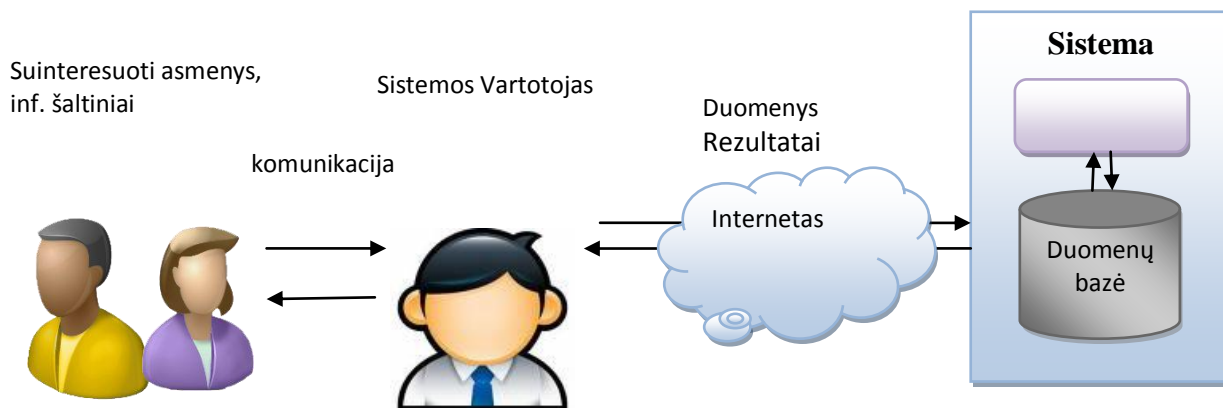 Suinteresuoti asmenys,
inf. šaltiniai
komunikacija
Sistemos Vartotojas
Duomenys
Rezultatai
Internetas
Sistema
Duomenų
bazė